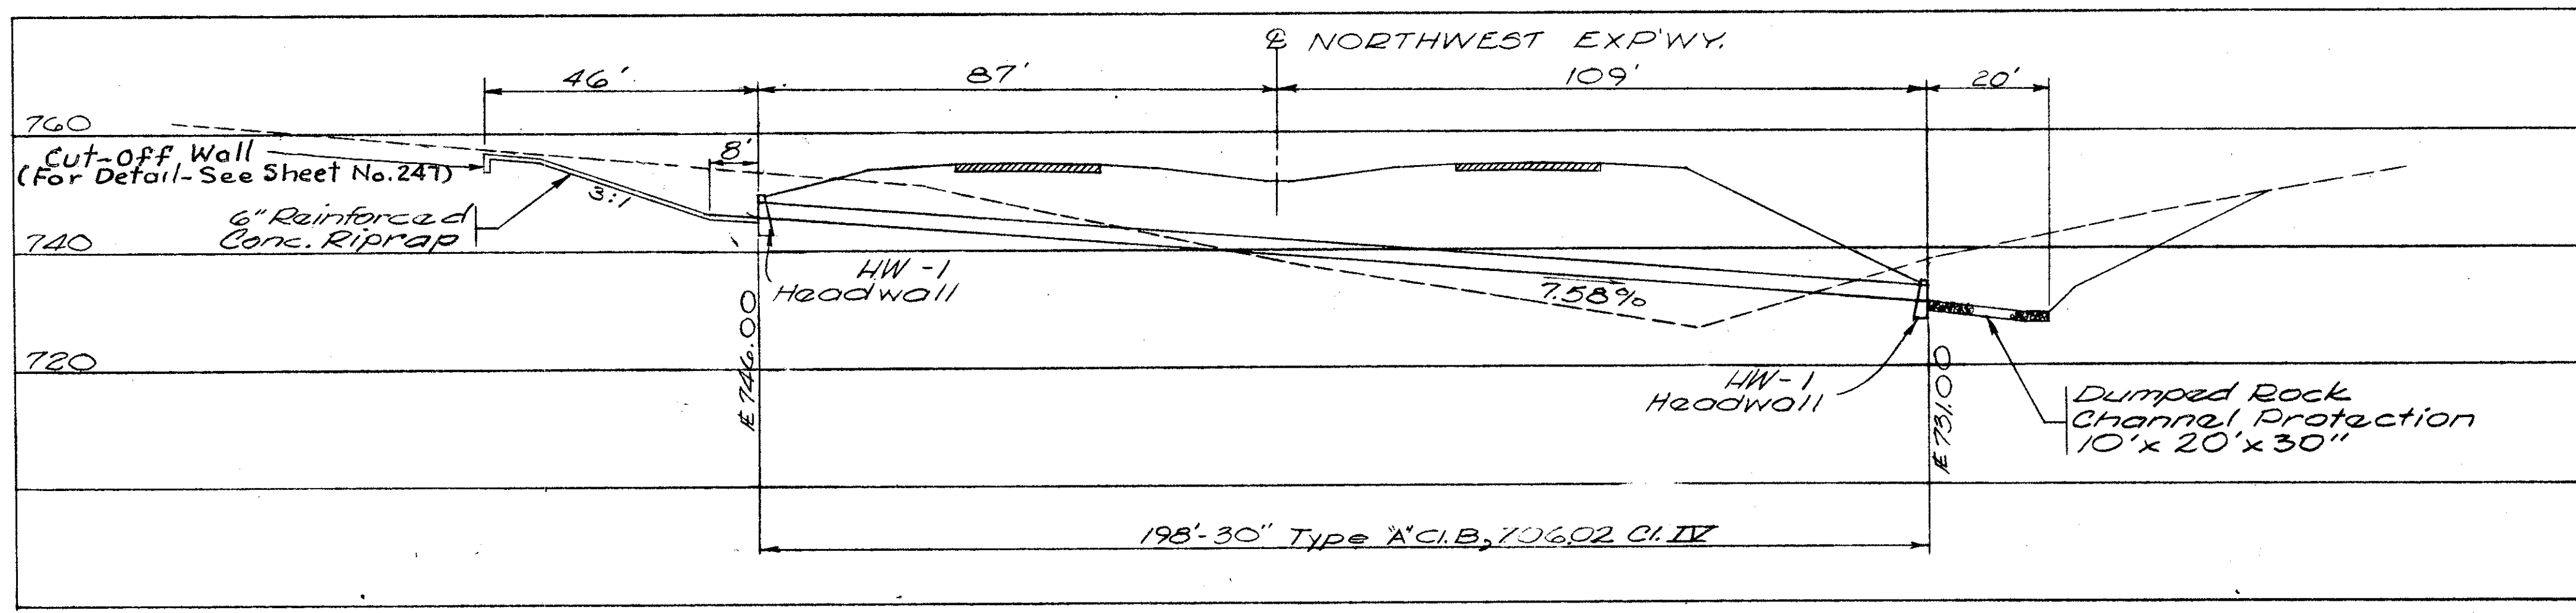 ℄ NORTHWEST EXP'WY.
46'
87'
109'
20'
760
Cut-off Wall
(For Detail-See Sheet No.247)
8'
3:1
6" Reinforced
Conc. Riprap
740
HW-1
Headwall
7.58%
720
E 746.00
HW-1
Headwall
E 731.00
Dumped Rock
Channel Protection
10'x 20'x 30"
198'-30" Type "A" Cl.B, 706.02 Cl. IV